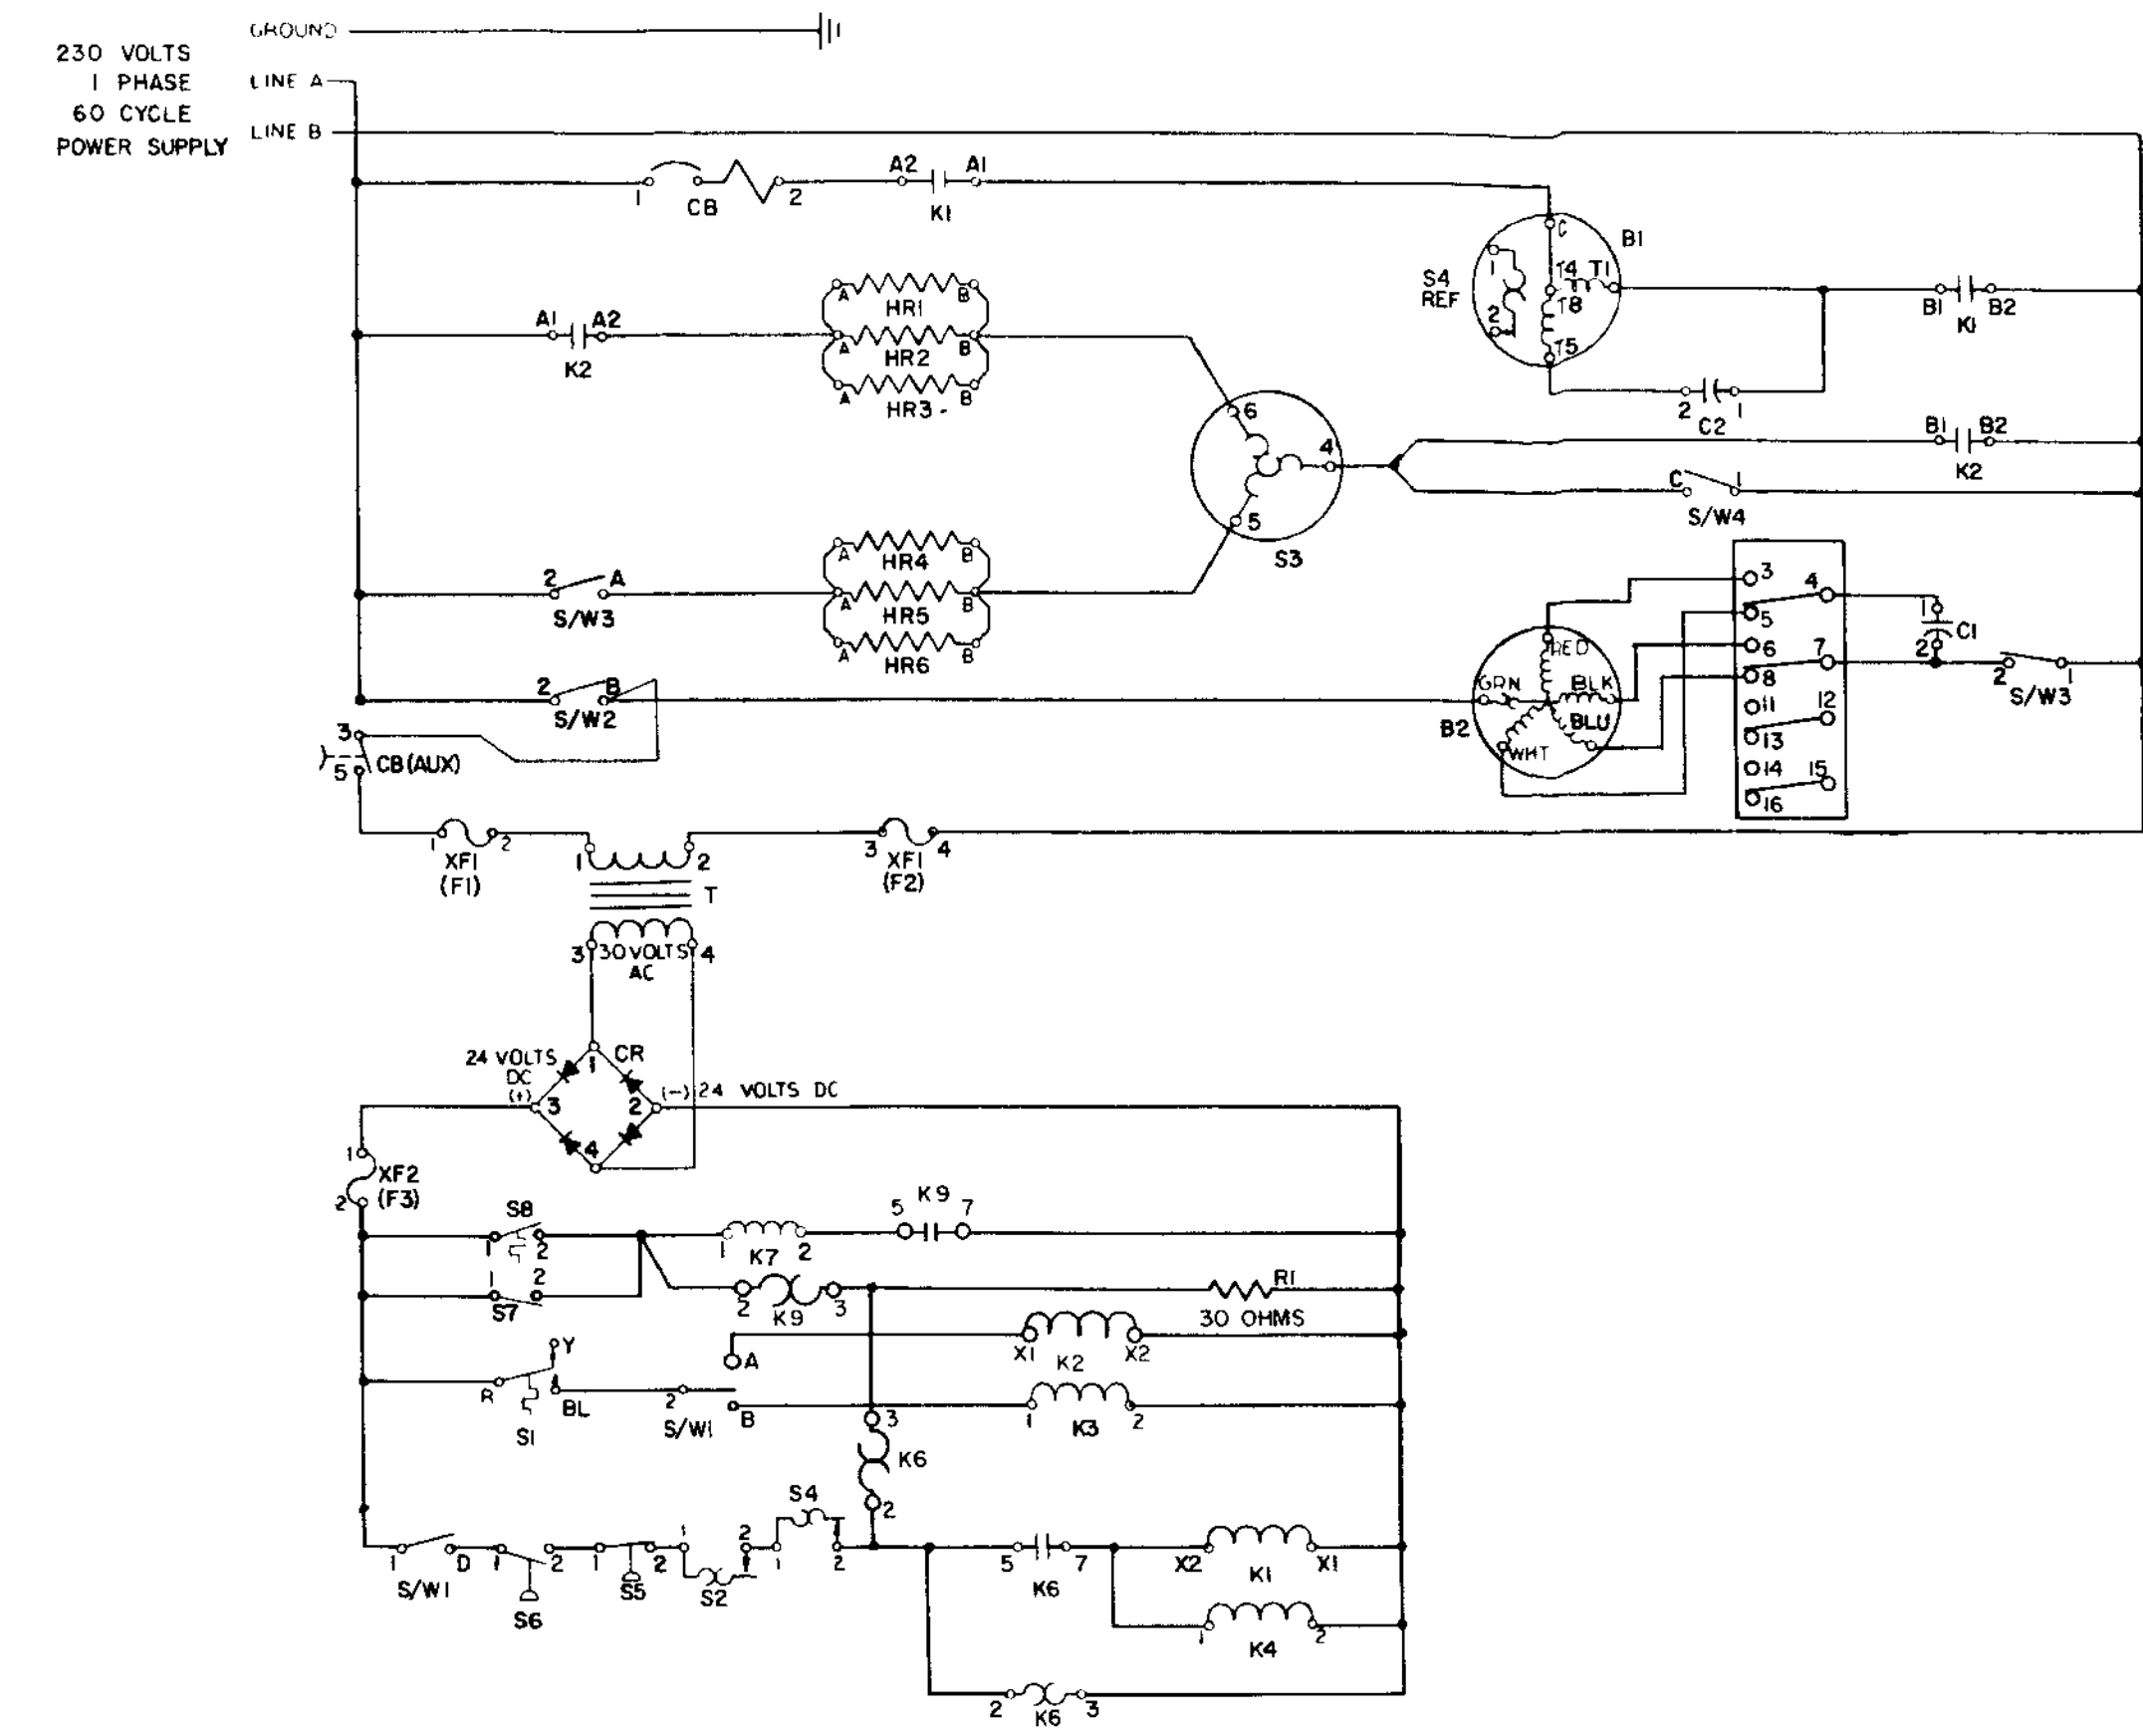 GROUND
230 VOLTS
1 PHASE
60 CYCLE
POWER SUPPLY
LINE A
LINE B
1
CB
2
A2
A1
K1
C
B1
S4
REF
1
2
T4
T1
T8
T5
B1
B2
K1
2
1
C2
A1
A2
K2
A
HR1
B
A
HR2
B
A
HR3
B
6
4
5
S3
B1
B2
K2
C
1
S/W4
2
A
S/W3
A
HR4
B
A
HR5
B
A
HR6
B
2
B
S/W2
3
5
CB(AUX)
GRN
RED
BLK
BLU
WHT
B2
3
4
5
6
7
8
11
12
13
14
15
16
1
C1
2
2
1
S/W3
1
2
XF1
(F1)
1
2
T
3
4
XF1
(F2)
3
30 VOLTS
AC
4
24 VOLTS
DC
(+)
1
CR
3
2
4
(-) 24 VOLTS DC
1
XF2
(F3)
2
S8
1
2
1
K7
2
5
K9
7
1
2
S7
2
K9
3
R1
30 OHMS
Y
R
BL
S1
A
2
B
S/W1
X1
K2
X2
1
K3
2
3
K6
2
1
D
S/W1
1
2
S6
1
2
S5
1
2
S2
S4
1
2
5
7
K6
X2
K1
X1
1
K4
2
2
K6
3